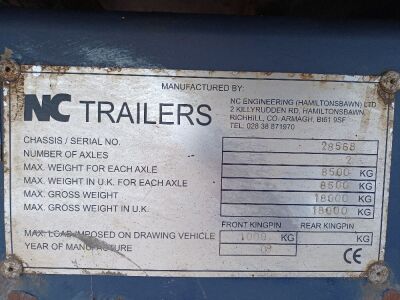 MANUFACTURED BY:
NC TRAILERS
NC ENGINEERING (HAMILTONSBAWN) LTD
2 KILLYRUDDEN RD, HAMILTONSBAWN,
RICHHILL, CO. ARMAGH, BT61 9SF
TEL. 028 38 871970
CHASSIS / SERIAL NO. 28568
NUMBER OF AXLES 2
MAX. WEIGHT FOR EACH AXLE 8500 KG
MAX. WEIGHT IN U.K. FOR EACH AXLE 8500 KG
MAX. GROSS WEIGHT 18000 KG
MAX. GROSS WEIGHT IN U.K. 18000 KG
FRONT KINGPIN REAR KINGPIN
MAX. LOAD IMPOSED ON DRAWING VEHICLE 1000 KG KG
YEAR OF MANUFACTURE
CE